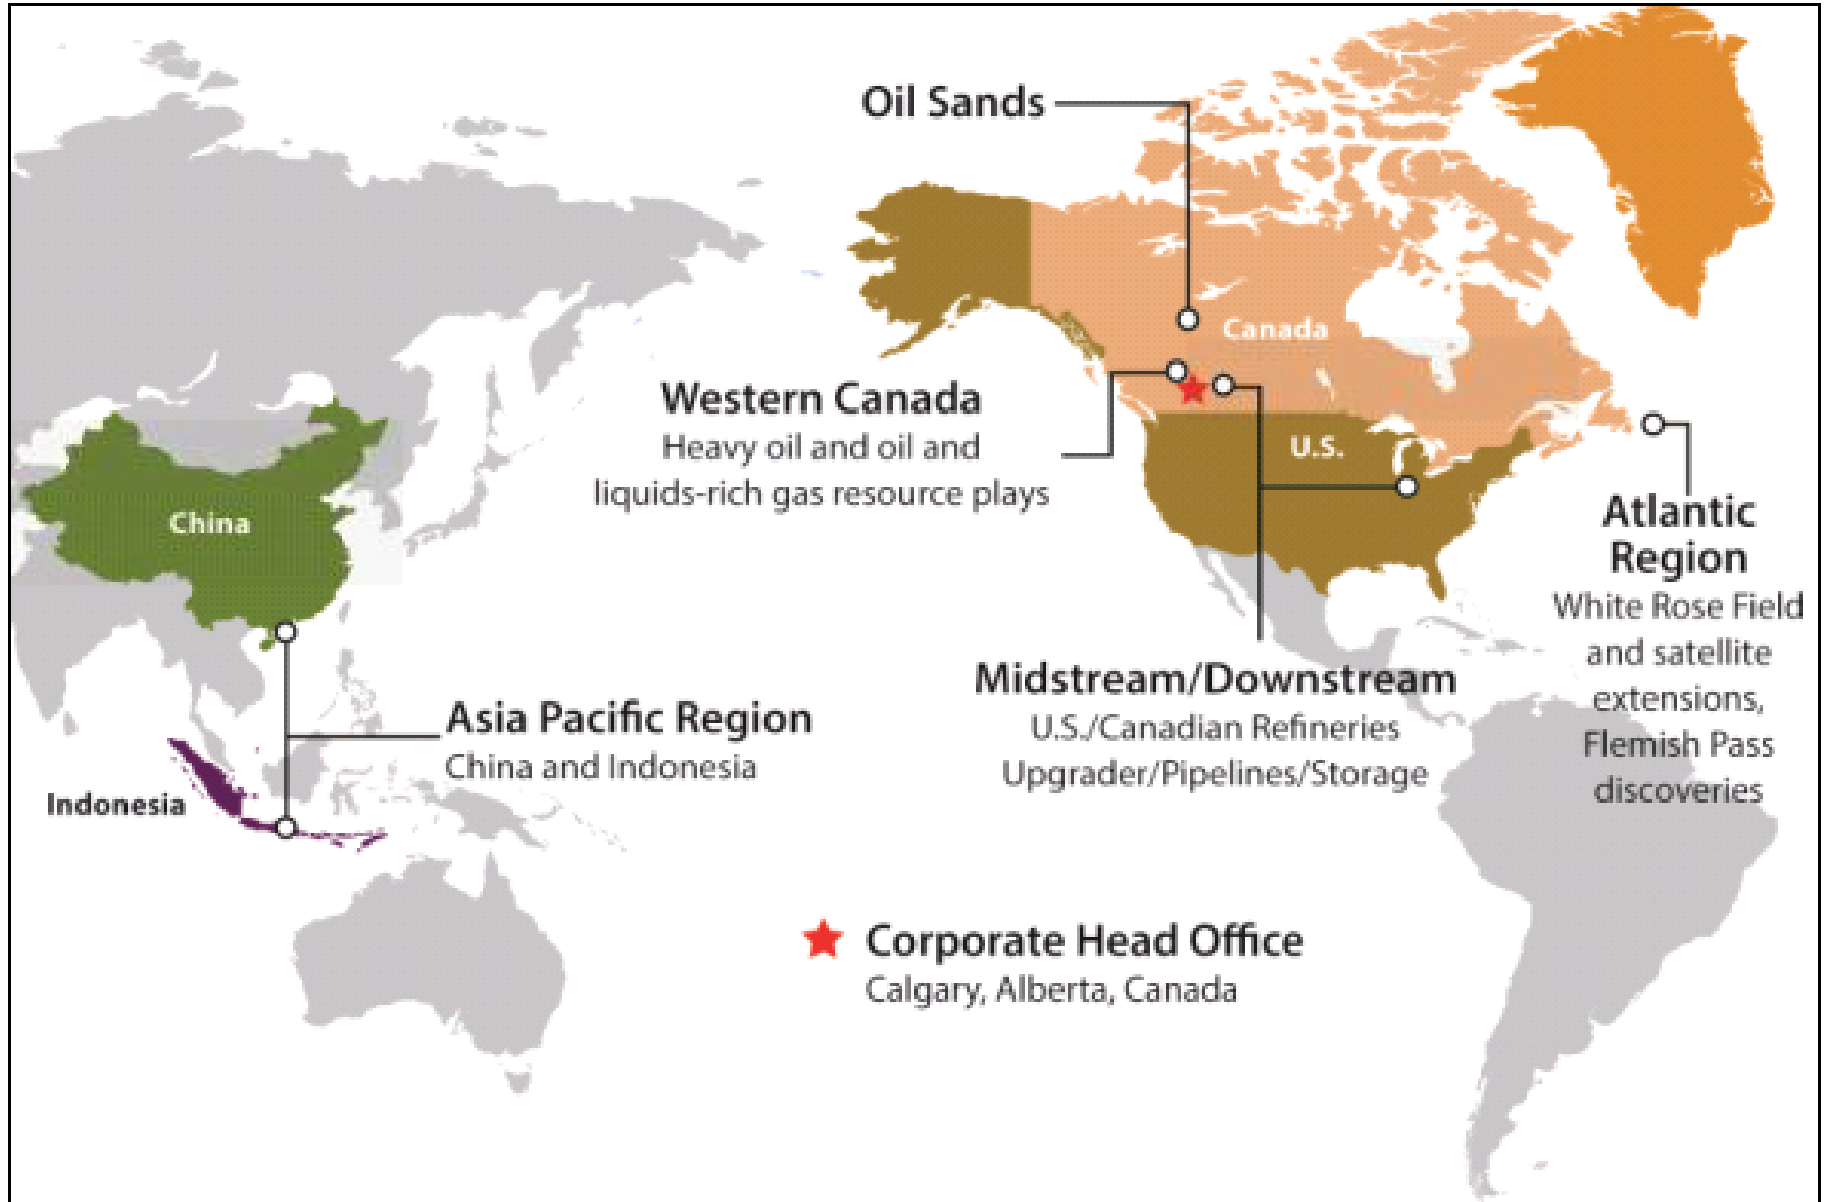 Oil Sands
Canada
Western Canada
Heavy oil and oil and
liquids-rich gas resource plays
U.S.
China
Atlantic
Region
White Rose Field
and satellite
extensions,
Flemish Pass
discoveries
Midstream/Downstream
U.S./Canadian Refineries
Upgrader/Pipelines/Storage
Asia Pacific Region
China and Indonesia
Indonesia
Corporate Head Office
Calgary, Alberta, Canada